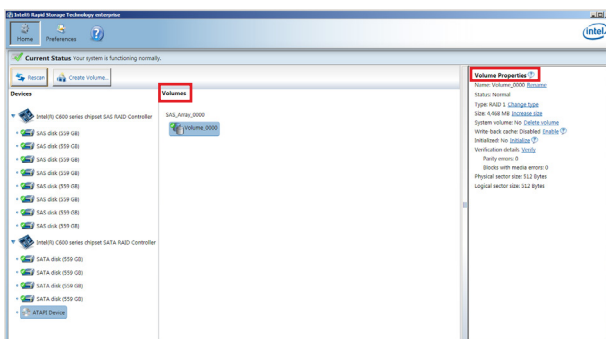 Intel® Rapid Storage Technology enterprise
Home
Preferences
intel
Current Status Your system is functioning normally.
Rescan
Create Volume...
Devices
Intel(R) C600 series chipset SAS RAID Controller
SAS disk (559 GB)
SAS disk (559 GB)
SAS disk (559 GB)
SAS disk (559 GB)
SAS disk (559 GB)
SAS disk (559 GB)
SAS disk (559 GB)
SAS disk (559 GB)
Intel(R) C600 series chipset SATA RAID Controller
SATA disk (559 GB)
SATA disk (559 GB)
SATA disk (559 GB)
SATA disk (559 GB)
ATAPI Device
Volumes
SAS_Array_0000
Volume_0000
Volume Properties ?
Name: Volume_0000 Rename
Status: Normal
Type: RAID 1 Change type
Size: 4,468 MB Increase size
System volume: No Delete volume
Write-back cache: Disabled Enable ?
Initialized: No Initialize ?
Verification details Verify
Parity errors: 0
Blocks with media errors: 0
Physical sector size: 512 Bytes
Logical sector size: 512 Bytes